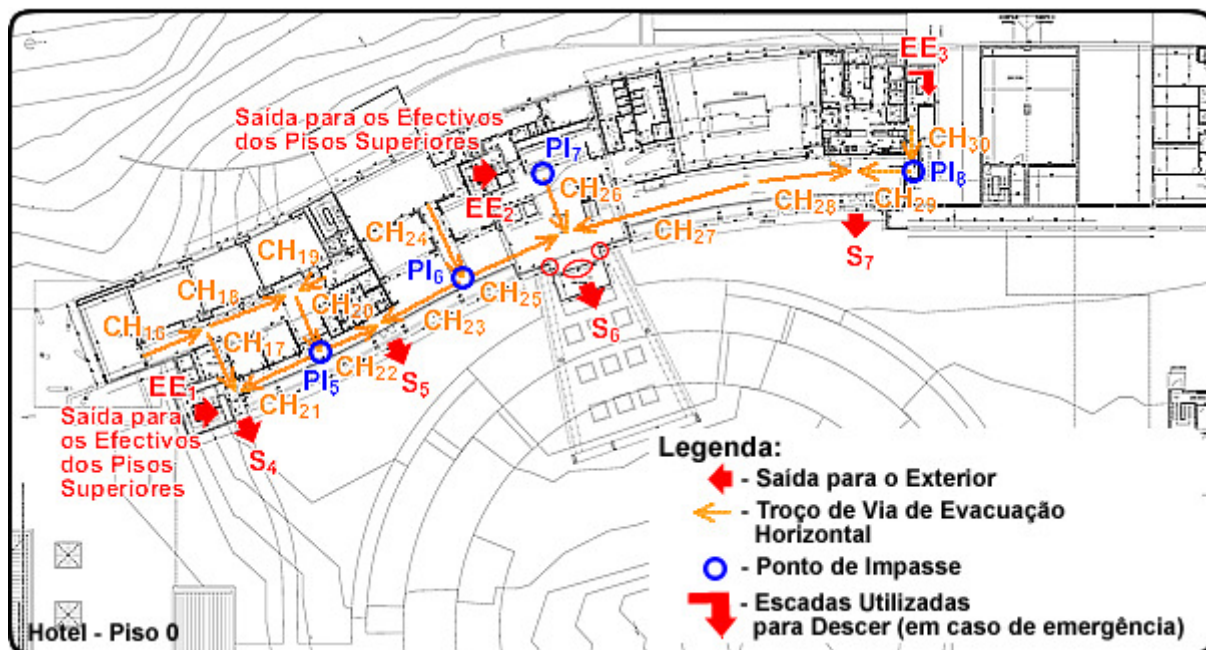 EE3
Saída para os Efectivos
dos Pisos Superiores
PI7
CH30
CH26
PI8
EE2
CH28
CH29
CH24
CH27
S7
CH19
PI6
CH18
CH25
CH20
CH16
CH23
S6
CH17
CH22
S5
PI5
EE1
CH21
Saída para
os Efectivos
dos Pisos
Superiores
S4
Legenda:
- Saída para o Exterior
- Troço de Via de Evacuação
Horizontal
- Ponto de Impasse
- Escadas Utilizadas
para Descer (em caso de emergência)
Hotel - Piso 0